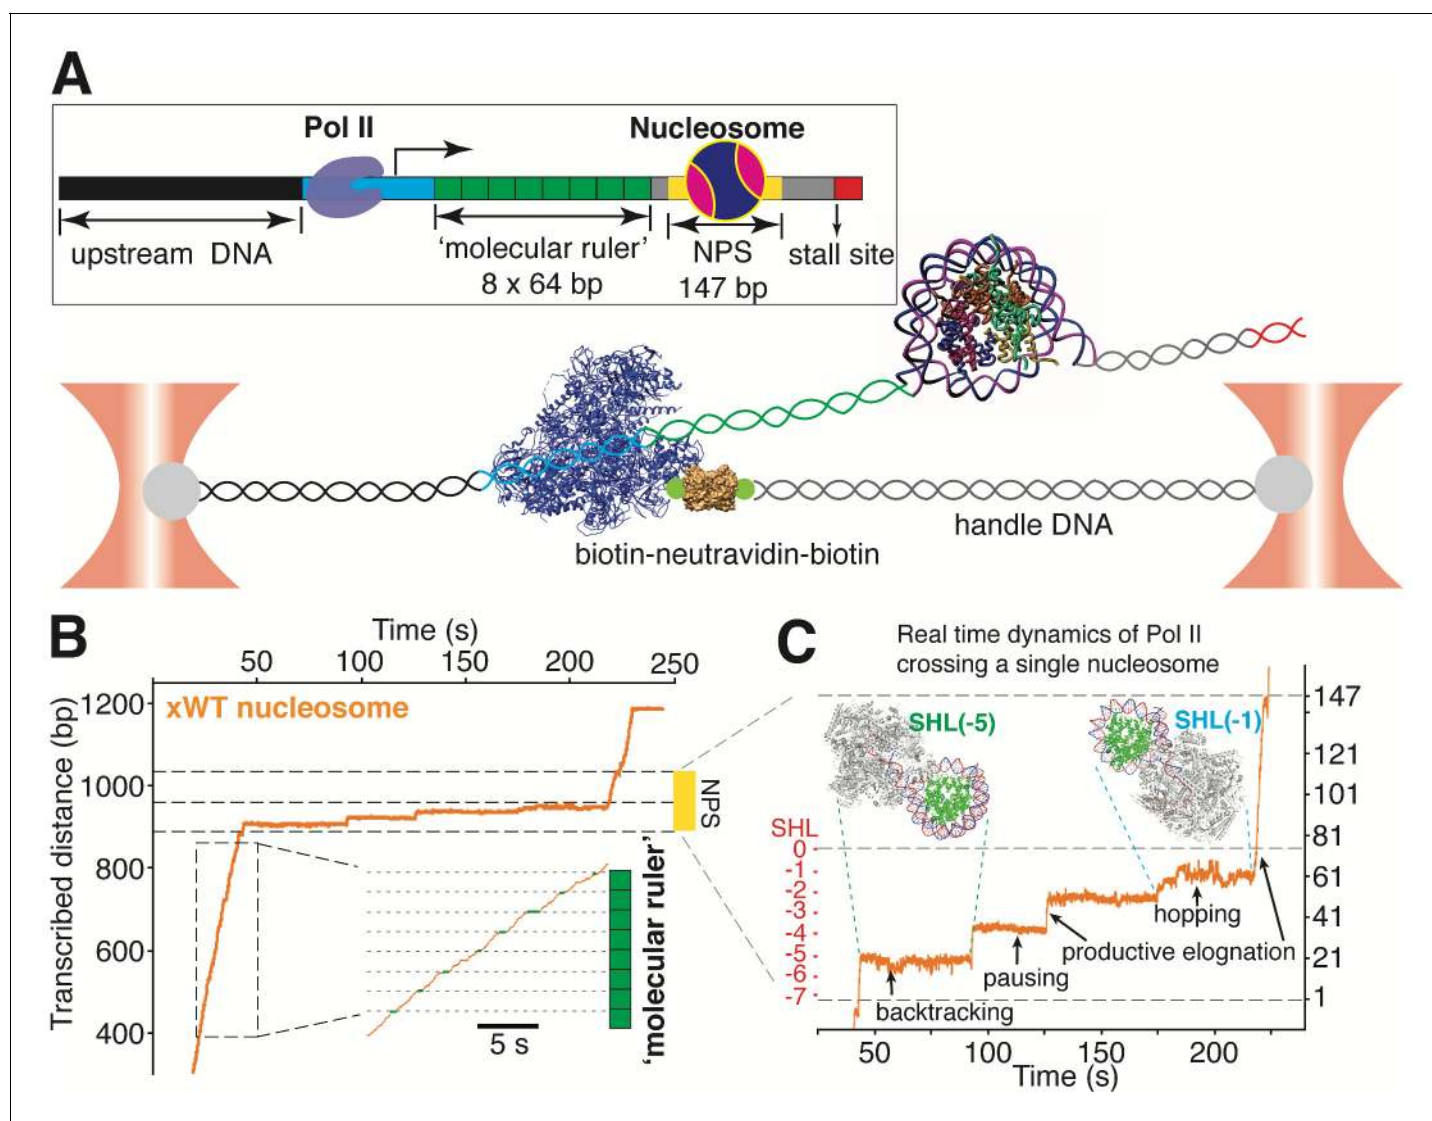 A
Pol II
Nucleosome
upstream DNA
'molecular ruler'
8 x 64 bp
NPS
147 bp
stall site
biotin-neutravidin-biotin
handle DNA
B
Time (s)
50
100
150
200
250
Transcribed distance (bp)
1200
1000
800
600
400
xWT nucleosome
NPS
'molecular ruler'
5 s
C
Real time dynamics of Pol II
crossing a single nucleosome
SHL(-5)
SHL(-1)
SHL
0
-1
-2
-3
-4
-5
-6
-7
147
121
101
81
61
41
21
1
hopping
productive elognation
pausing
backtracking
50
100
150
200
Time (s)